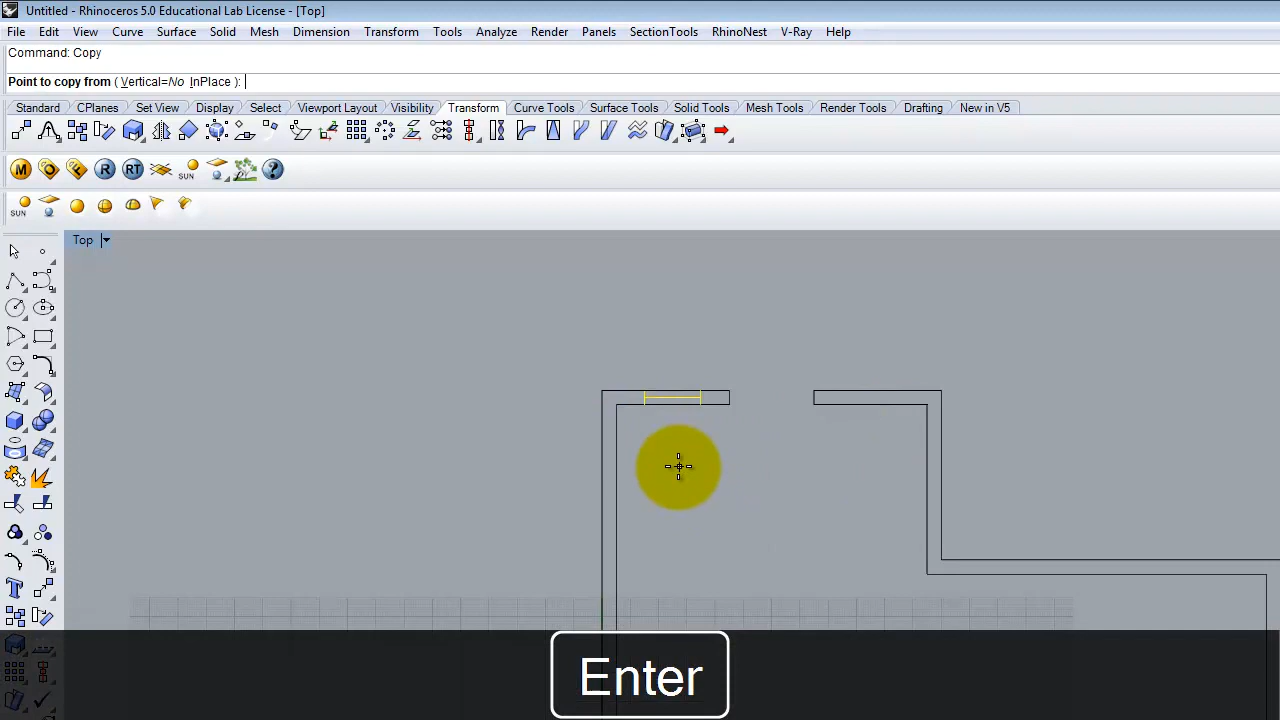 Untitled - Rhinoceros 5.0 Educational Lab License - [Top]
File Edit View Curve Surface Solid Mesh Dimension Transform Tools Analyze Render Panels SectionTools RhinoNest V-Ray Help
Command: Copy
Point to copy from ( Vertical=No InPlace ):
Standard CPlanes Set View Display Select Viewport Layout Visibility Transform Curve Tools Surface Tools Solid Tools Mesh Tools Render Tools Drafting New in V5
M O F R RT SUN ?
SUN
Top
T
Enter